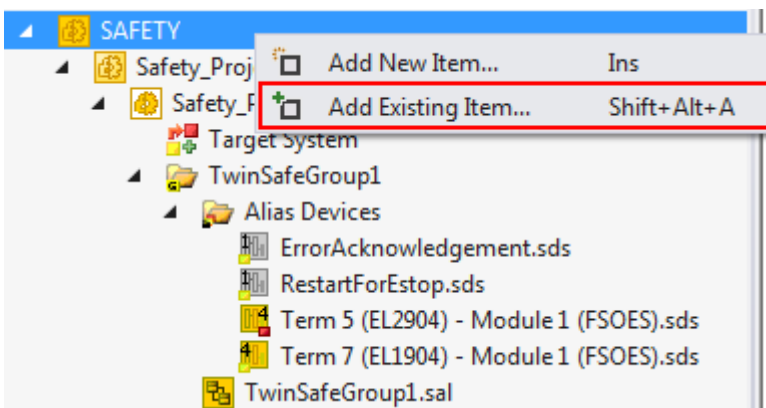 SAFETY
Safety_Proj
Add New Item... Ins
Safety_F
Add Existing Item... Shift+Alt+A
Target System
TwinSafeGroup1
Alias Devices
ErrorAcknowledgement.sds
RestartForEstop.sds
Term 5 (EL2904) - Module 1 (FSOES).sds
Term 7 (EL1904) - Module 1 (FSOES).sds
TwinSafeGroup1.sal